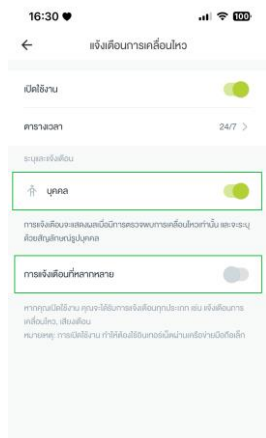 16:30
100
แจ้งเตือนการเคลื่อนไหว
เปิดใช้งาน
ตารางเวลา 24/7 >
ระบุและแจ้งเตือน
บุคคล
การแจ้งเตือนจะแสดงผลเมื่อมีการตรวจพบการเคลื่อนไหวเท่านั้น และจะระบุ
ด้วยสัญลักษณ์รูปบุคคล
การแจ้งเตือนที่หลากหลาย
หากคุณเปิดใช้งาน คุณจะได้รับการแจ้งเตือนทุกประเภท เช่น แจ้งเตือนการ
เคลื่อนไหว, เสียงเตือน
หมายเหตุ: การเปิดใช้งาน ทำให้ต้องใช้อินเทอร์เน็ตผ่านเครือข่ายมือถือเล็ก